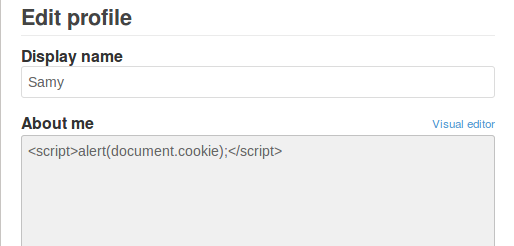 Edit profile
Display name
Samy
About me
Visual editor
<script>alert(document.cookie);</script>